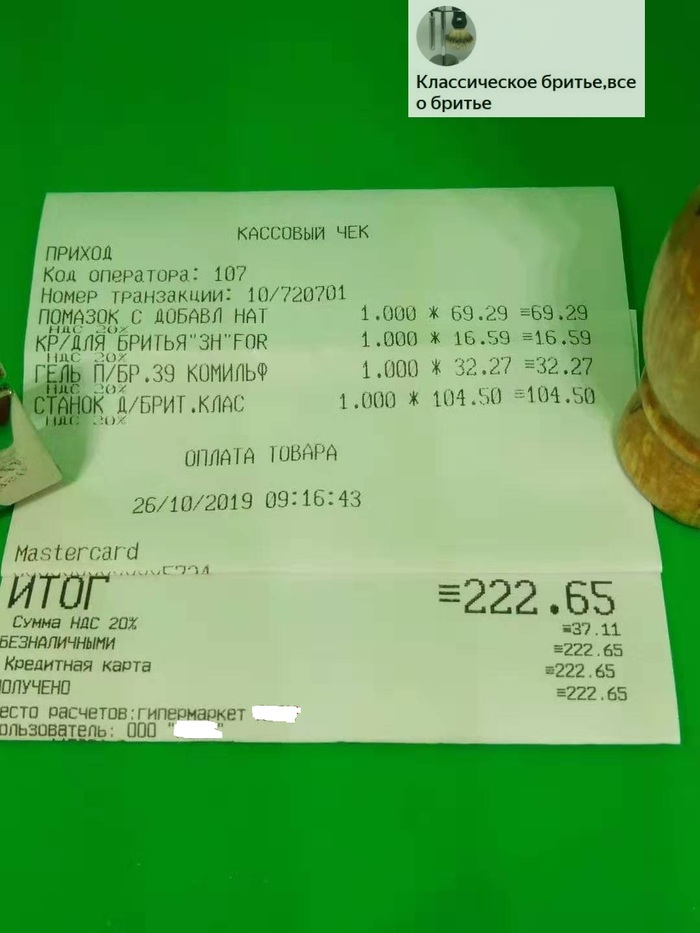 Классическое бритье,все
о бритье
КАССОВЫЙ ЧЕК
ПРИХОД
Код оператора: 107
Номер транзакции: 10/720701
ПОМАЗОК С ДОБАВЛ НАТ 1.000 * 69.29 ≡69.29
НДС 20%
КР/ДЛЯ БРИТЬЯ"ЗН"FOR 1.000 * 16.59 ≡16.59
НДС 20%
ГЕЛЬ П/БР.39 КОМИЛЬФ 1.000 * 32.27 ≡32.27
НДС 20%
СТАНОК Д/БРИТ.КЛАС 1.000 * 104.50 ≡104.50
НДС 20%
ОПЛАТА ТОВАРА
26/10/2019 09:16:43
Mastercard
ИТОГ ≡222.65
Сумма НДС 20% ≡37.11
БЕЗНАЛИЧНЫМИ ≡222.65
Кредитная карта ≡222.65
ОЛУЧЕНО ≡222.65
есто расчетов:гипермаркет
ользователь: ООО "